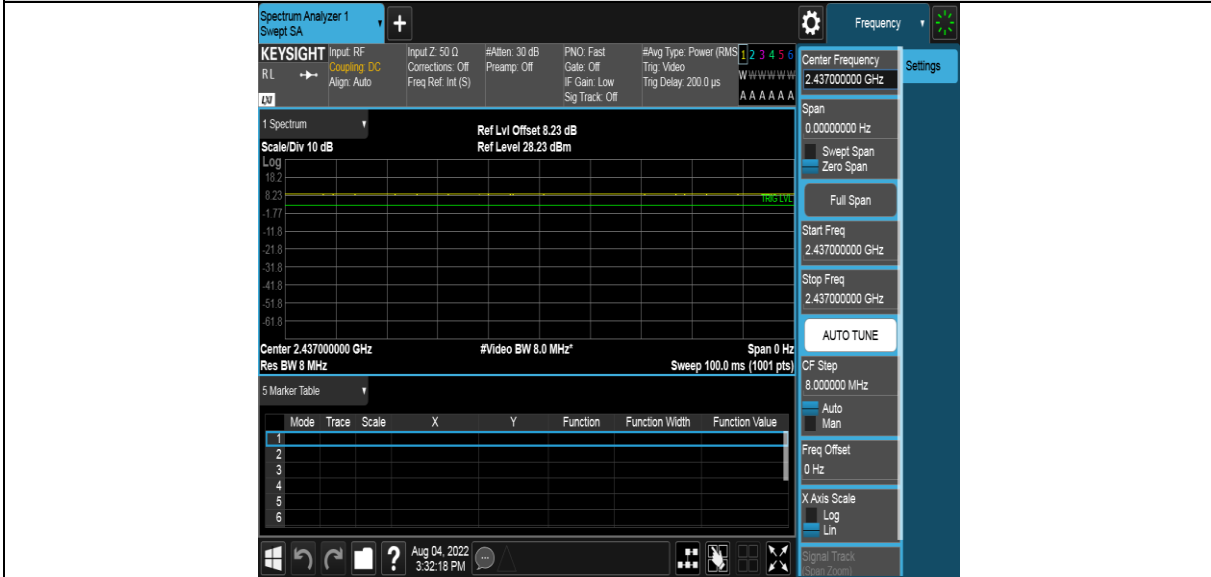 Spectrum Analyzer 1
Swept SA
+
Frequency
KEYSIGHT
RL
LXI
Input: RF
Coupling: DC
Align: Auto
Input Z: 50 Ω
Corrections: Off
Freq Ref: Int (S)
#Atten: 30 dB
Preamp: Off
PNO: Fast
Gate: Off
IF Gain: Low
Sig Track: Off
#Avg Type: Power (RMS
Trig: Video
Trig Delay: 200.0 µs
1 2 3 4 5 6
W W W W W W
A A A A A A
1 Spectrum
Scale/Div 10 dB
Ref Lvl Offset 8.23 dB
Ref Level 28.23 dBm
Log
18.2
8.23
-1.77
-11.8
-21.8
-31.8
-41.8
-51.8
-61.8
TRIG LVL
Center 2.437000000 GHz
#Video BW 8.0 MHz*
Span 0 Hz
Res BW 8 MHz
Sweep 100.0 ms (1001 pts)
5 Marker Table
Mode Trace Scale X Y Function Function Width Function Value
1
2
3
4
5
6
Aug 04, 2022
3:32:18 PM
?
Center Frequency
2.437000000 GHz
Settings
Span
0.00000000 Hz
Swept Span
Zero Span
Full Span
Start Freq
2.437000000 GHz
Stop Freq
2.437000000 GHz
AUTO TUNE
CF Step
8.000000 MHz
Auto
Man
Freq Offset
0 Hz
X Axis Scale
Log
Lin
Signal Track
(Span Zoom)